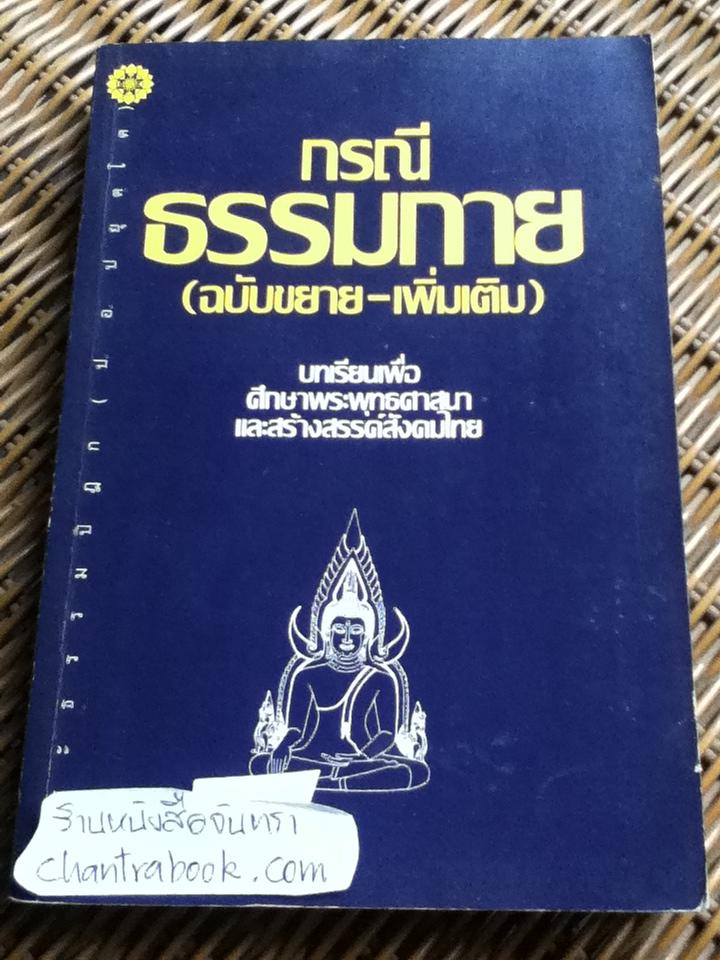 กรณี
ธรรมกาย
(ฉบับขยาย-เพิ่มเติม)
บทเรียนเพื่อ
ศึกษาพระพุทธศาสนา
และสร้างสรรค์สังคมไทย
ร้านหนังสือจันทรา
chantrabook.com